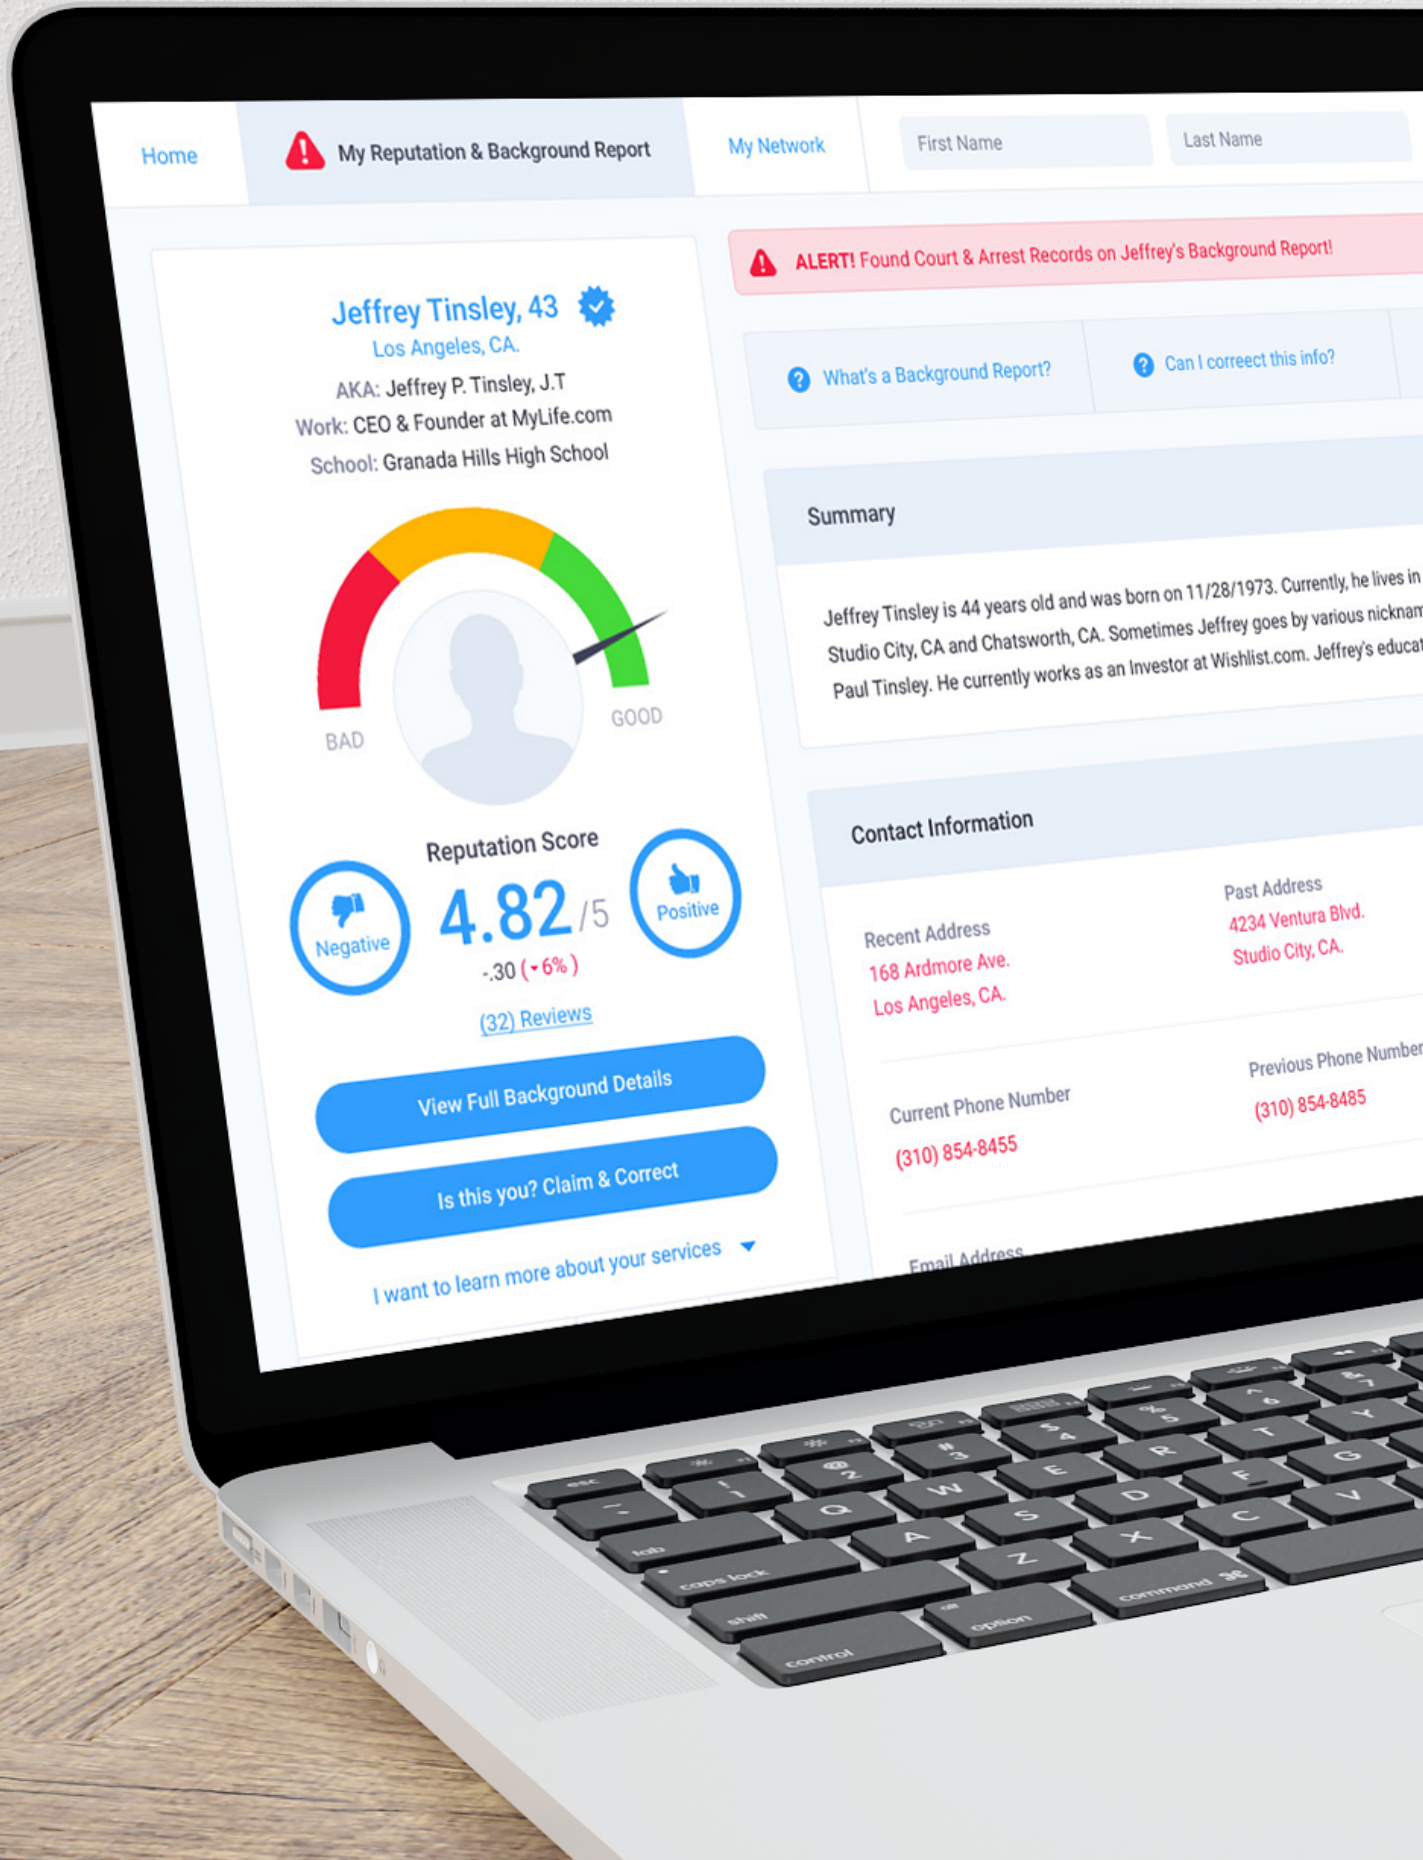 Home
My Reputation & Background Report
My Network
First Name
Last Name
Jeffrey Tinsley, 43
Los Angeles, CA.
AKA: Jeffrey P. Tinsley, J.T
Work: CEO & Founder at MyLife.com
School: Granada Hills High School
BAD
GOOD
Reputation Score
Negative
4.82/5
Positive
-.30 (6%)
(32) Reviews
View Full Background Details
Is this you? Claim & Correct
I want to learn more about your services
ALERT! Found Court & Arrest Records on Jeffrey's Background Report!
What's a Background Report?
Can I correect this info?
Summary
Jeffrey Tinsley is 44 years old and was born on 11/28/1973. Currently, he lives in
Studio City, CA and Chatsworth, CA. Sometimes Jeffrey goes by various
Paul Tinsley. He currently works as an Investor at Wishlist.com. Jeffrey's
Contact Information
Recent Address
168 Ardmore Ave.
Los Angeles, CA.
Past Address
4234 Ventura Blvd.
Studio City, CA.
Current Phone Number
(310) 854-8455
Previous Phone Number
(310) 854-8485
Email Address
esc
! 1
@ 2
# 3
$ 4
% 5
^ 6
& 7
tab
Q
W
E
R
T
Y
caps lock
A
S
D
F
G
shift
Z
X
C
V
control
alt
option
command ⌘